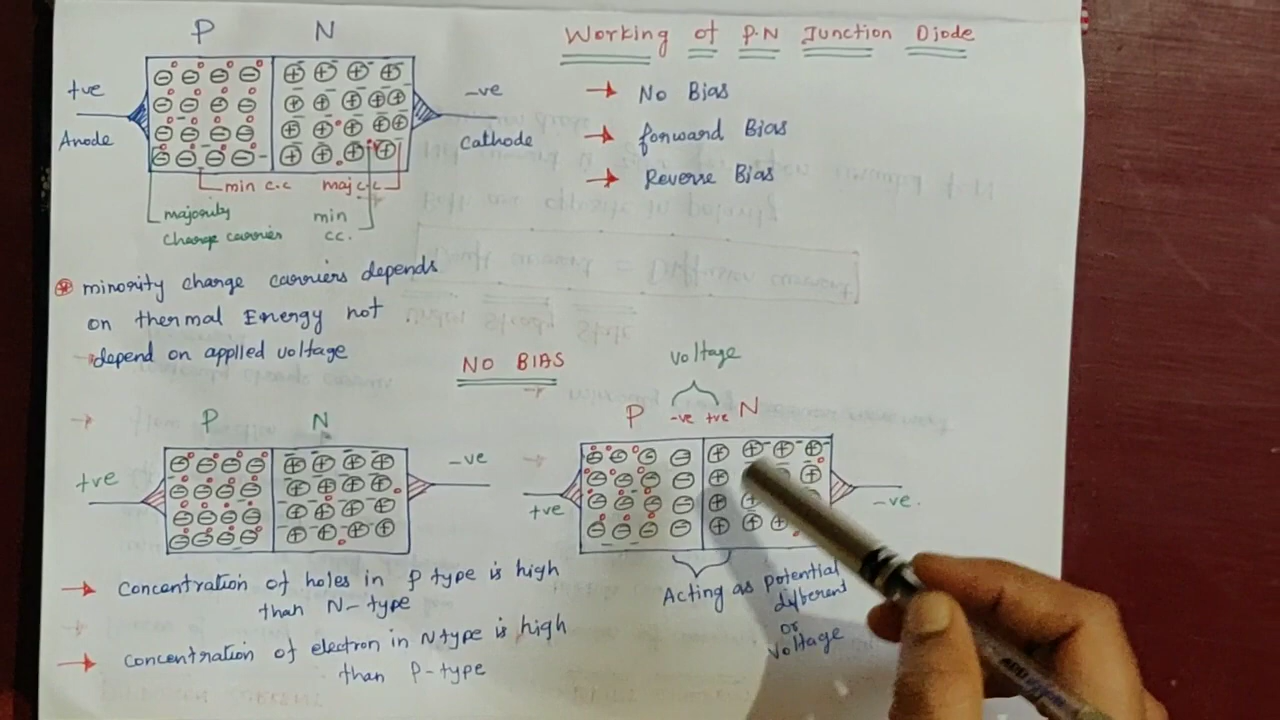 Working of P.N Junction Diode
→ No Bias
→ forward Bias
→ Reverse Bias
P N
+ve
Anode
-ve
Cathode
min c.c maj c.c
majority
charge carrier
min
cc.
minority charge carriers depends
on thermal Energy not
depend on applied voltage
NO BIAS
P N
+ve
-ve
voltage
P -ve +ve N
+ve
-ve.
Acting as potential
different
or
voltage
→ concentration of holes in p type is high
than N-type
→ concentration of electron in N type is high
than P-type